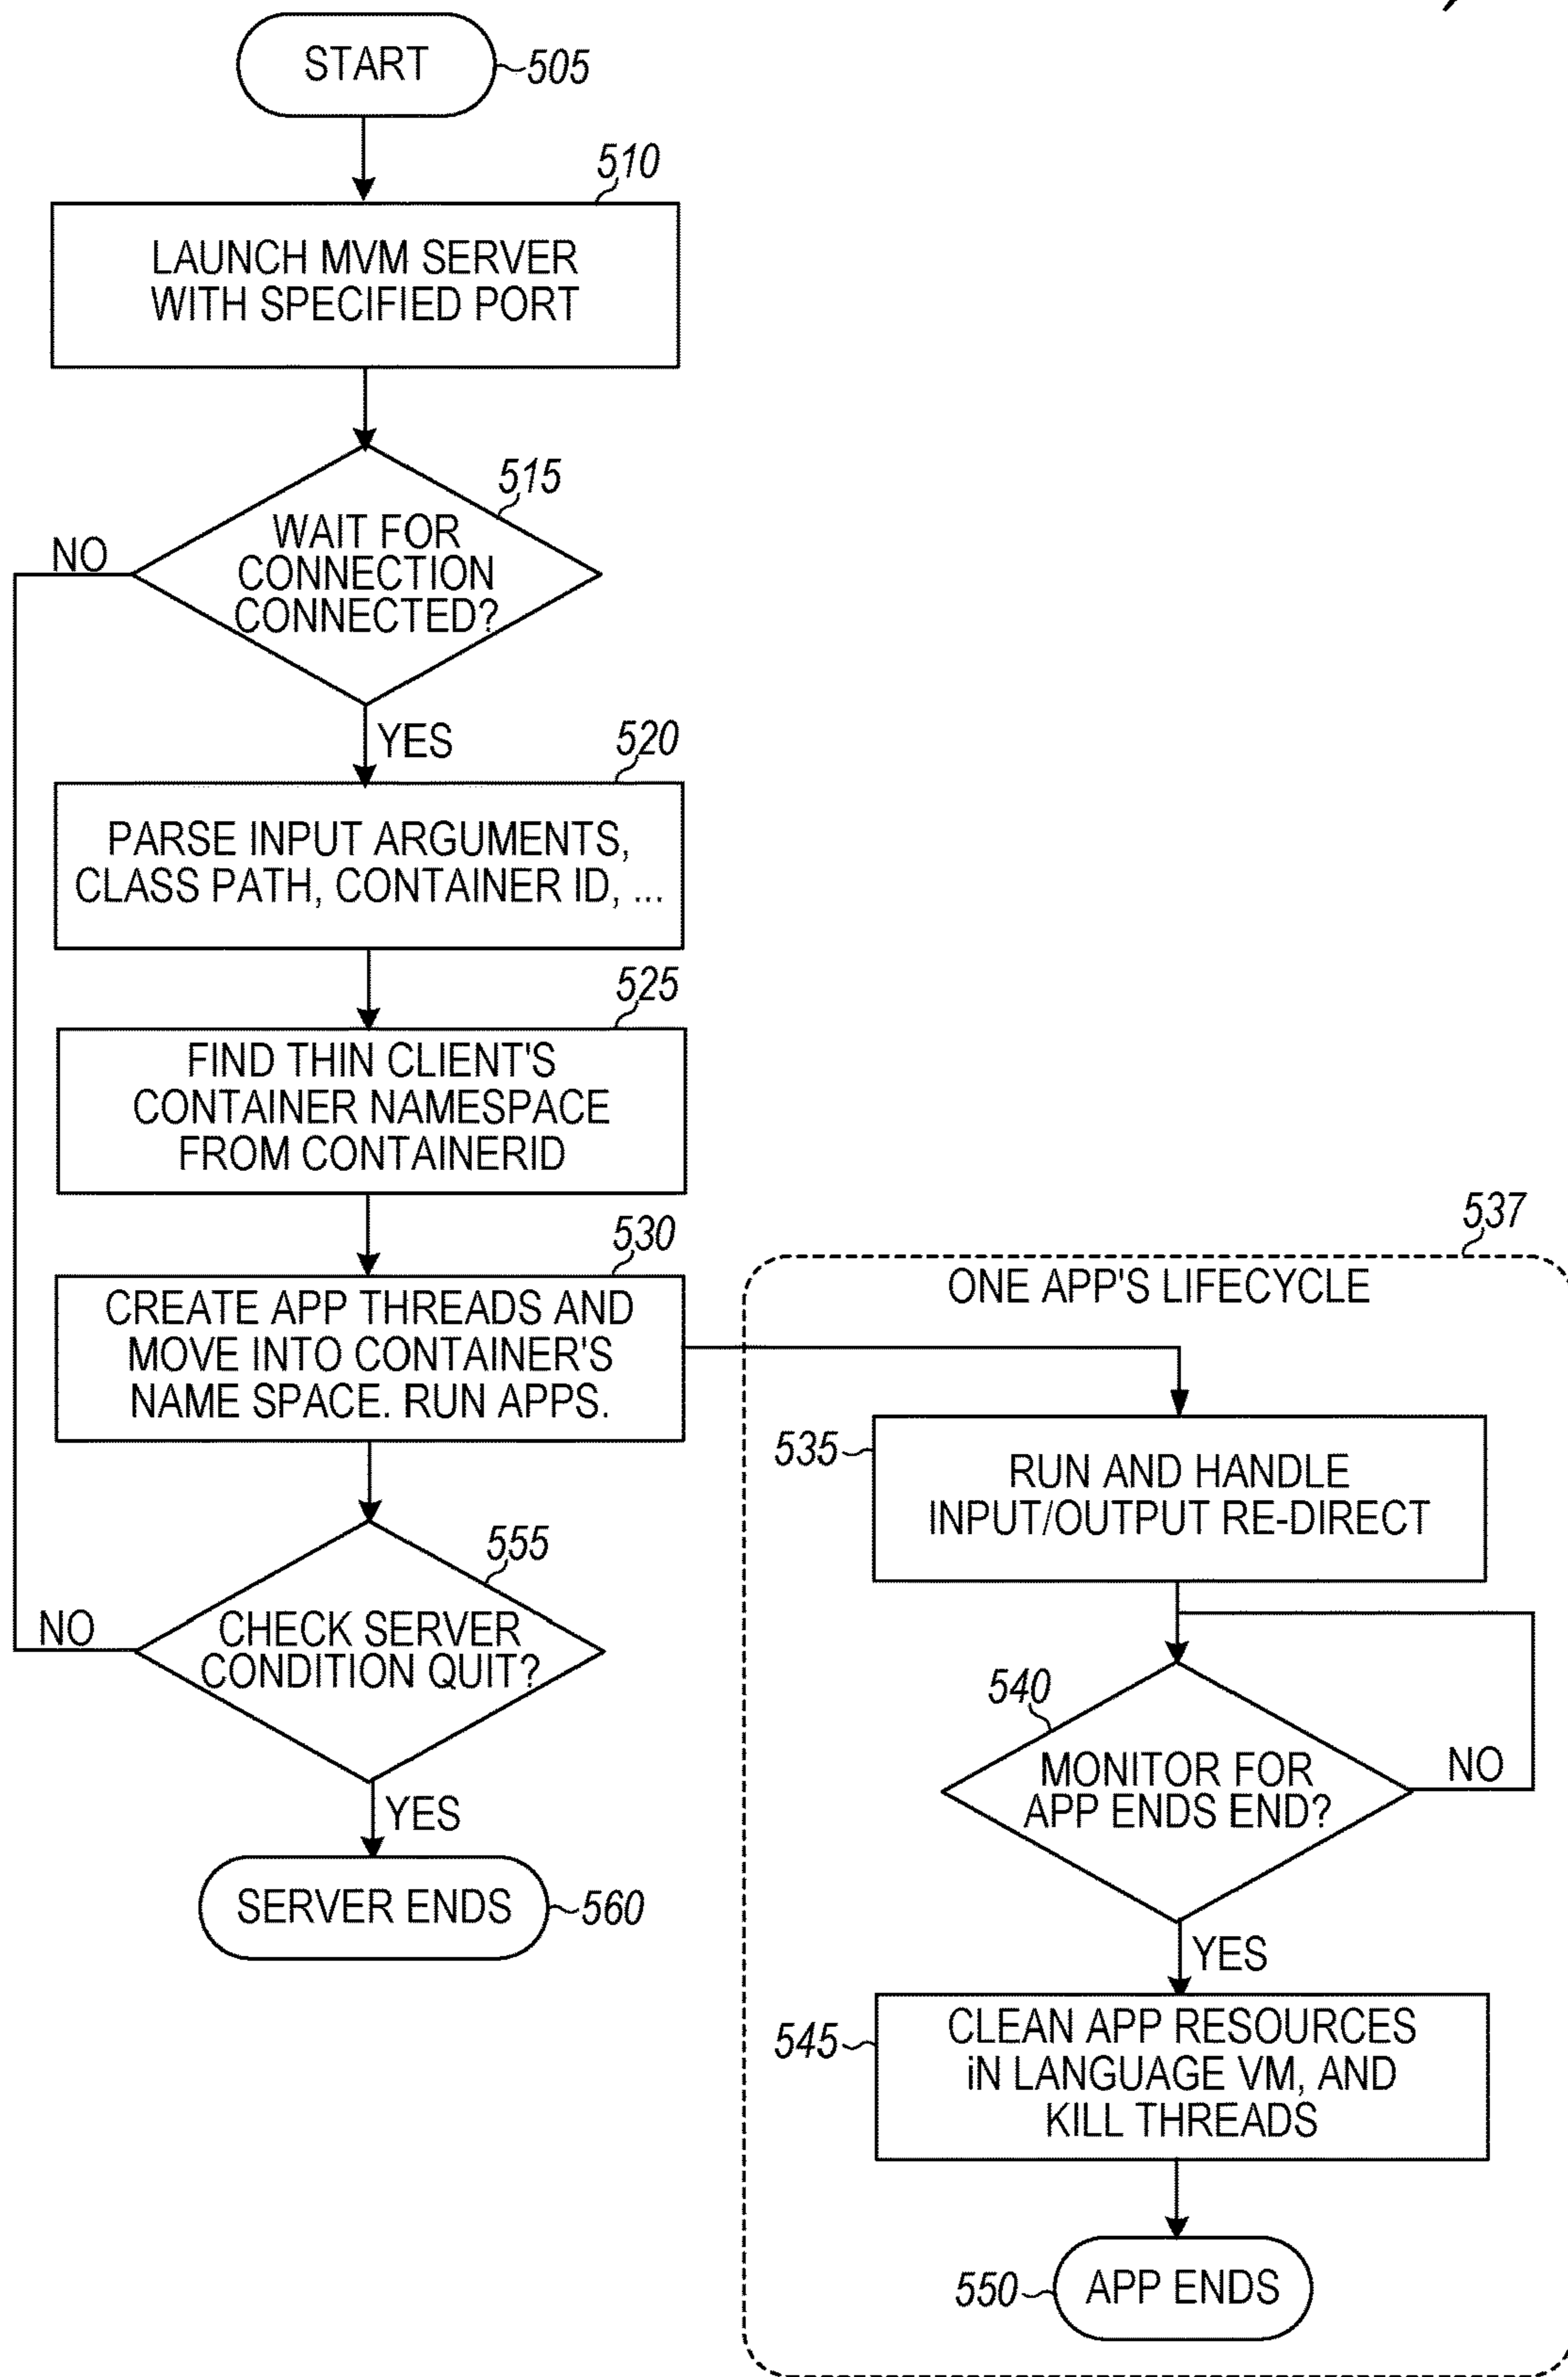 START
505
510
LAUNCH MVM SERVER
WITH SPECIFIED PORT
515
WAIT FOR
CONNECTION
CONNECTED?
NO
YES
520
PARSE INPUT ARGUMENTS,
CLASS PATH, CONTAINER ID, ...
525
FIND THIN CLIENT'S
CONTAINER NAMESPACE
FROM CONTAINERID
530
CREATE APP THREADS AND
MOVE INTO CONTAINER'S
NAME SPACE. RUN APPS.
555
CHECK SERVER
CONDITION QUIT?
NO
YES
SERVER ENDS
560
537
ONE APP'S LIFECYCLE
535
RUN AND HANDLE
INPUT/OUTPUT RE-DIRECT
540
MONITOR FOR
APP ENDS END?
NO
YES
545
CLEAN APP RESOURCES
iN LANGUAGE VM, AND
KILL THREADS
550
APP ENDS